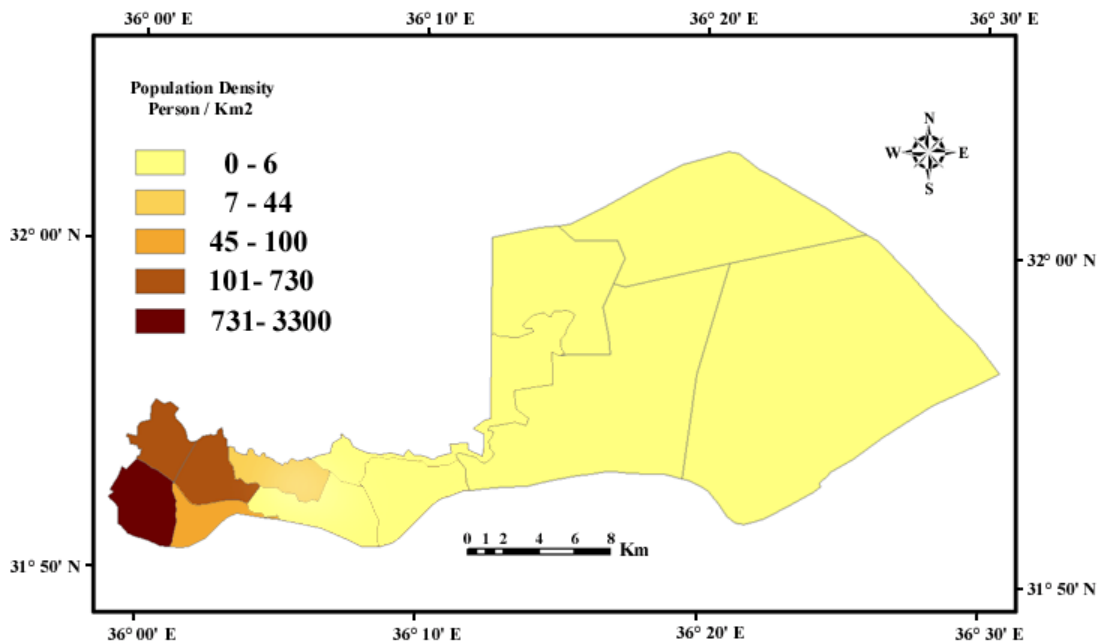 36° 00' E 36° 10' E 36° 20' E 36° 30' E
Population Density
Person / Km2
0 - 6
7 - 44
45 - 100
101- 730
731- 3300
N
W E
S
32° 00' N
32° 00' N
31° 50' N
31° 50' N
0 1 2 4 6 8 Km
36° 00' E 36° 10' E 36° 20' E 36° 30' E